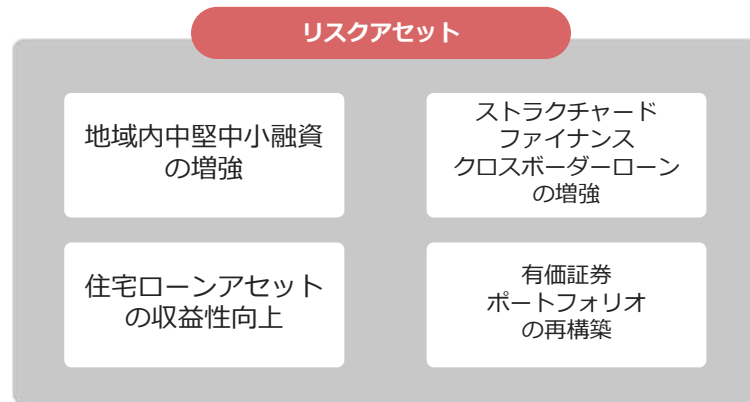 リスクアセット
地域内中堅中小融資
の増強
ストラクチャード
ファイナンス
クロスボーダーローン
の増強
住宅ローンアセット
の収益性向上
有価証券
ポートフォリオ
の再構築